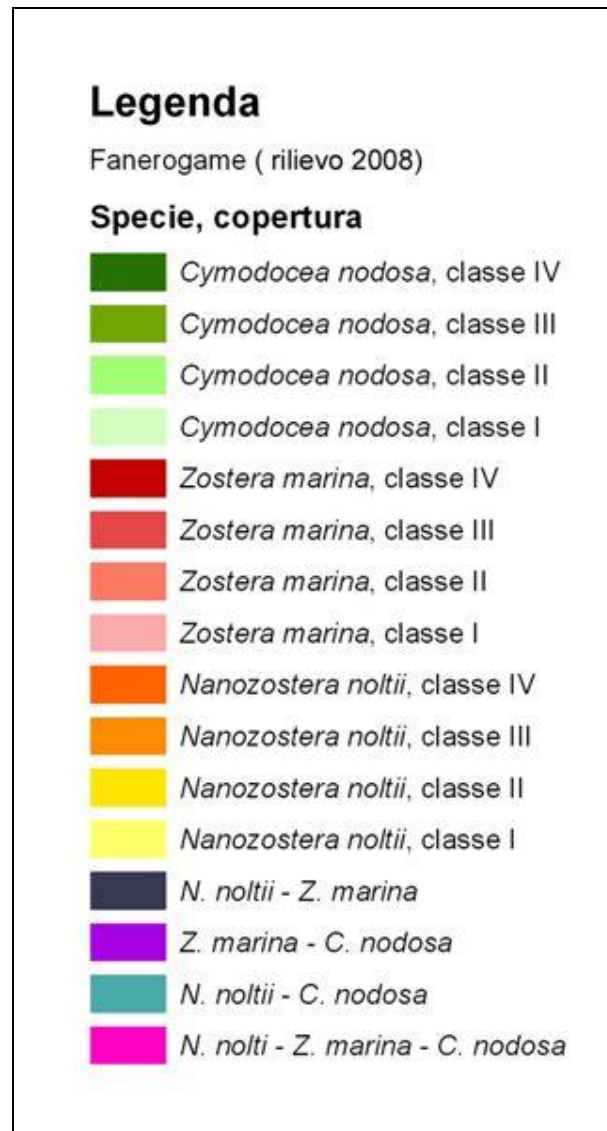 Legenda
Fanerogame ( rilievo 2008)
Specie, copertura
Cymodocea nodosa, classe IV
Cymodocea nodosa, classe III
Cymodocea nodosa, classe II
Cymodocea nodosa, classe I
Zostera marina, classe IV
Zostera marina, classe III
Zostera marina, classe II
Zostera marina, classe I
Nanozostera noltii, classe IV
Nanozostera noltii, classe III
Nanozostera noltii, classe II
Nanozostera noltii, classe I
N. noltii - Z. marina
Z. marina - C. nodosa
N. noltii - C. nodosa
N. nolti - Z. marina - C. nodosa